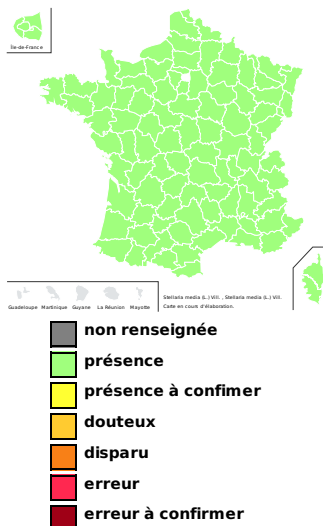 Île-de-France
Guadeloupe Martinique Guyane La Réunion Mayotte
Stellaria media (L.) Vill. , Stellaria media (L.) Vill.
Carte en cours d'élaboration.
non renseignée
présence
présence à confimer
douteux
disparu
erreur
erreur à confirmer